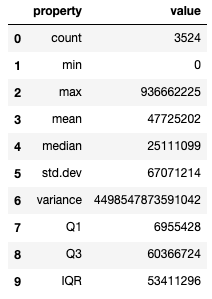 property value
0 count 3524
1 min 0
2 max 936662225
3 mean 47725202
4 median 25111099
5 std.dev 67071214
6 variance 4498547873591042
7 Q1 6955428
8 Q3 60366724
9 IQR 53411296